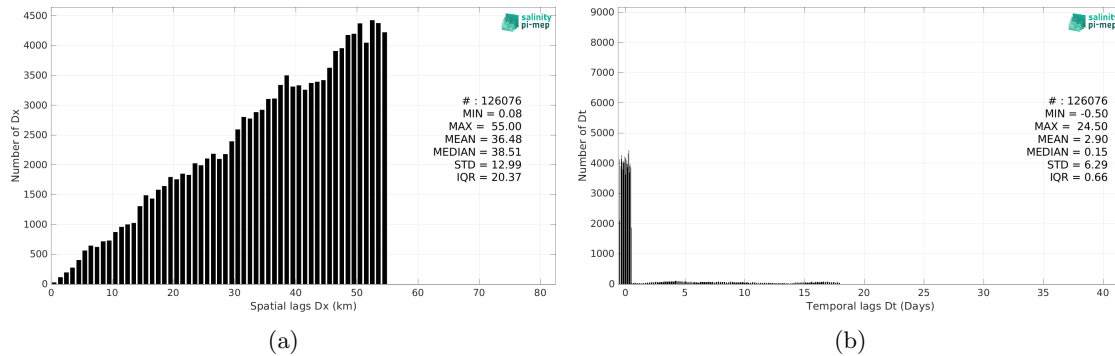 4500
4000
3500
3000
2500
2000
1500
1000
500
0
Number of Dx
0 10 20 30 40 50 60 70 80
Spatial lags Dx (km)
salinity
pi-mep
# : 126076
MIN = 0.08
MAX = 55.00
MEAN = 36.48
MEDIAN = 38.51
STD = 12.99
IQR = 20.37
(a)
9000
8000
7000
6000
5000
4000
3000
2000
1000
0
Number of Dt
0 5 10 15 20 25 30 35 40
Temporal lags Dt (Days)
salinity
pi-mep
# : 126076
MIN = -0.50
MAX = 24.50
MEAN = 2.90
MEDIAN = 0.15
STD = 6.29
IQR = 0.66
(b)